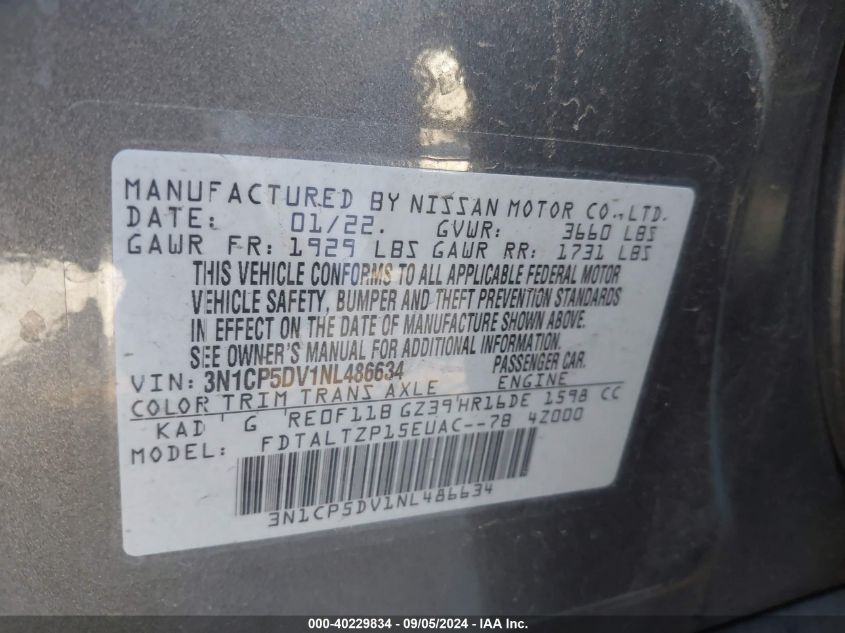 MANUFACTURED BY NISSAN MOTOR CO.,LTD.
DATE: 01/22. GVWR: 3660 LBS
GAWR FR: 1929 LBS GAWR RR: 1731 LBS
THIS VEHICLE CONFORMS TO ALL APPLICABLE FEDERAL MOTOR
VEHICLE SAFETY, BUMPER AND THEFT PREVENTION STANDARDS
IN EFFECT ON THE DATE OF MANUFACTURE SHOWN ABOVE.
SEE OWNER'S MANUAL FOR ADDITIONAL INFORMATION.
VIN: 3N1CP5DV1NL486634 PASSENGER CAR.
COLOR TRIM TRANS AXLE ENGINE
KAD G RE0F11B GZ39 HR16DE 1598 CC
MODEL: FDTALTZP15EUAC--78 4Z000
3N1CP5DV1NL486634
000-40229834 - 09/05/2024 - IAA, Inc.